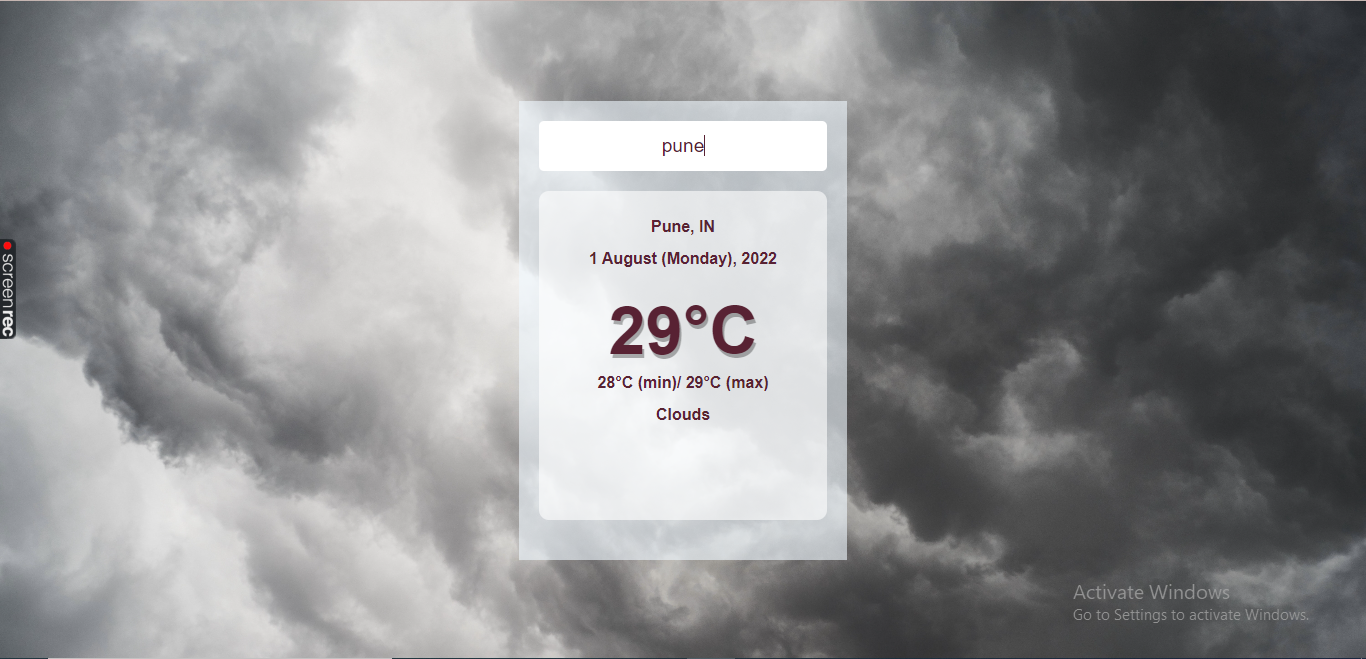 pune
Pune, IN
1 August (Monday), 2022
29°C
28°C (min)/ 29°C (max)
Clouds
screenrec
Activate Windows
Go to Settings to activate Windows.